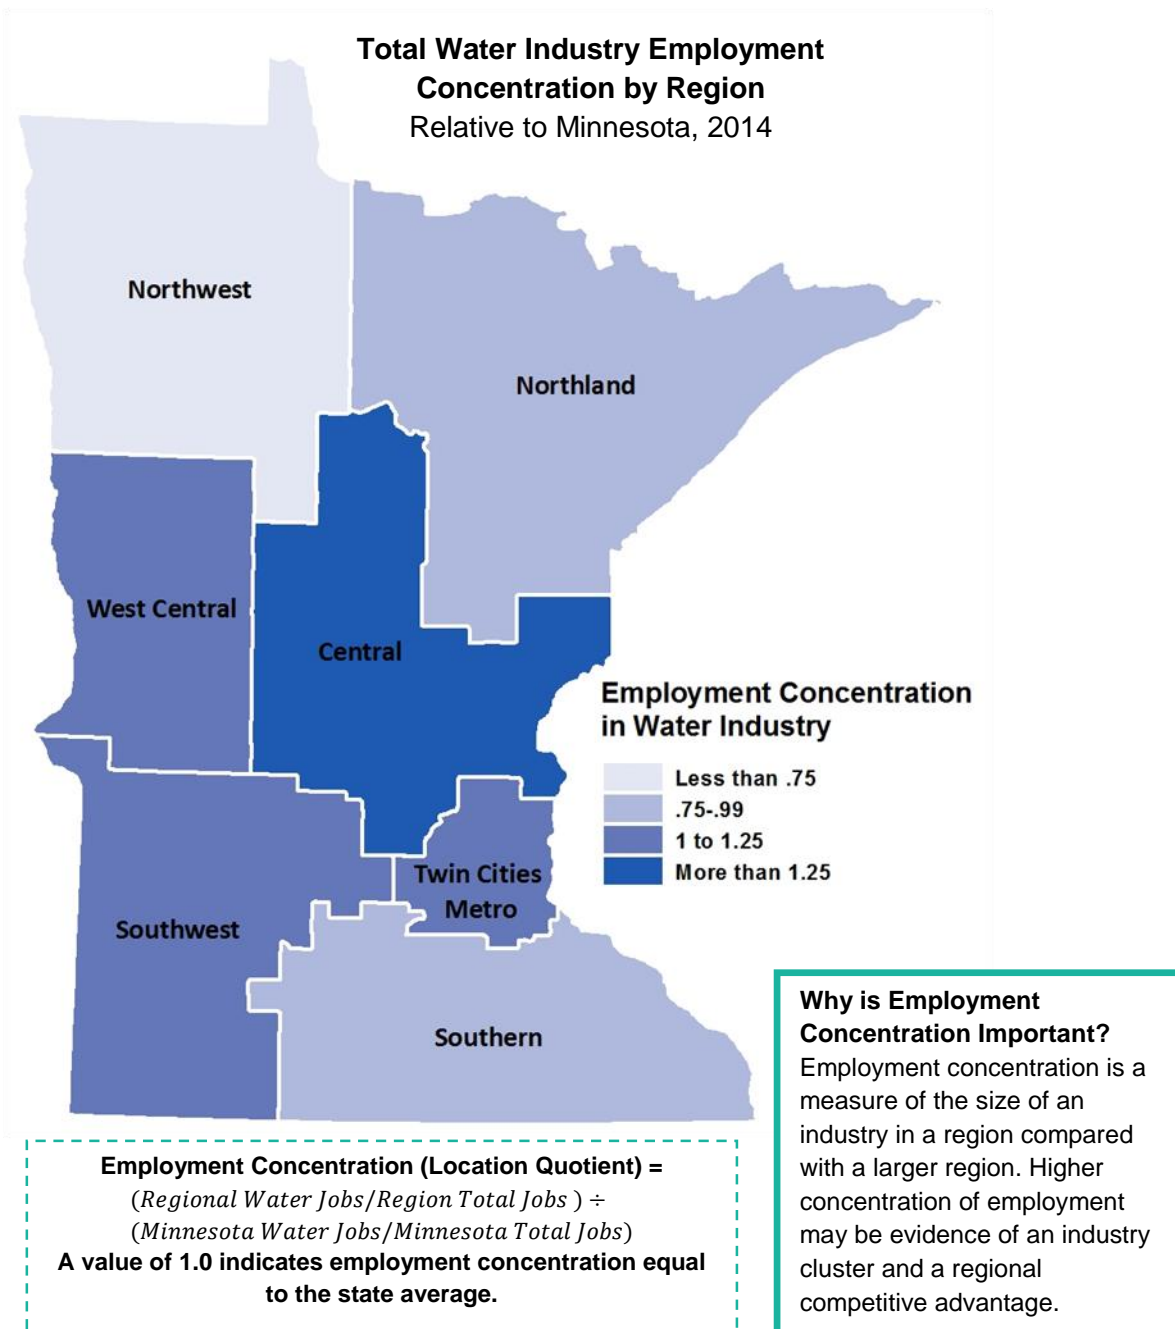 Total Water Industry Employment
Concentration by Region
Relative to Minnesota, 2014
Northwest
Northland
West Central
Central
Employment Concentration
in Water Industry
Less than .75
.75-.99
1 to 1.25
More than 1.25
Twin Cities
Metro
Southwest
Southern
Why is Employment
Concentration Important?
Employment concentration is a
measure of the size of an
industry in a region compared
with a larger region. Higher
concentration of employment
may be evidence of an industry
cluster and a regional
competitive advantage.
Employment Concentration (Location Quotient) =
(Regional Water Jobs/Region Total Jobs ) ÷
(Minnesota Water Jobs/Minnesota Total Jobs)
A value of 1.0 indicates employment concentration equal
to the state average.